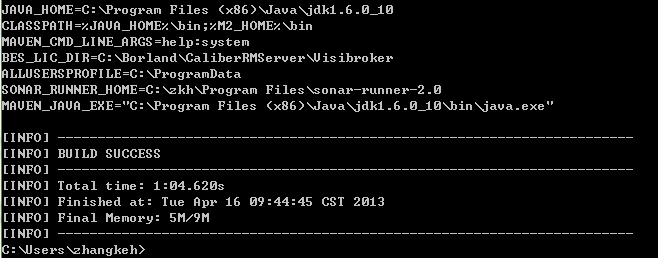 JAVA_HOME=C:\Program Files (x86)\Java\jdk1.6.0_10
CLASSPATH=%JAVA_HOME%\bin;%M2_HOME%\bin
MAVEN_CMD_LINE_ARGS=help:system
BES_LIC_DIR=C:\Borland\CaliberRMServer\Visibroker
ALLUSERSPROFILE=C:\ProgramData
SONAR_RUNNER_HOME=C:\zkh\Program Files\sonar-runner-2.0
MAVEN_JAVA_EXE="C:\Program Files (x86)\Java\jdk1.6.0_10\bin\java.exe"
[INFO] ------------------------------------------------------------------------
[INFO] BUILD SUCCESS
[INFO] ------------------------------------------------------------------------
[INFO] Total time: 1:04.620s
[INFO] Finished at: Tue Apr 16 09:44:45 CST 2013
[INFO] Final Memory: 5M/9M
[INFO] ------------------------------------------------------------------------
C:\Users\zhangkeh>